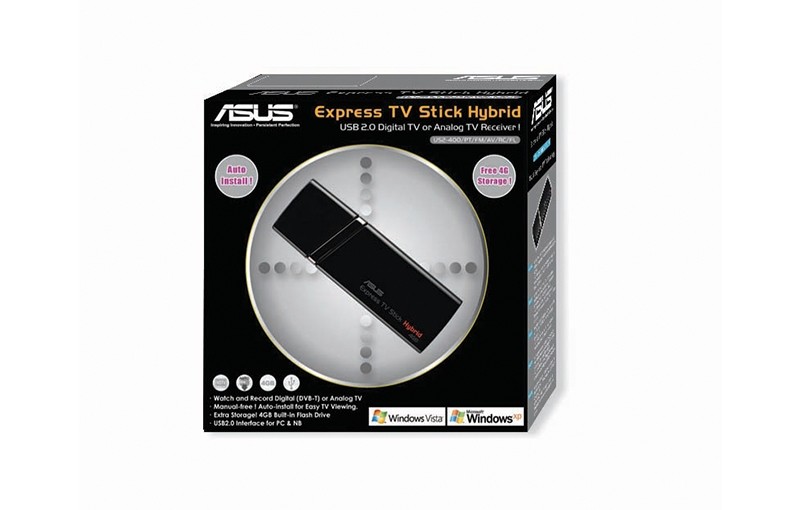 ASUS®
Inspiring Innovation • Persistent Perfection
Express TV Stick Hybrid
USB 2.0 Digital TV or Analog TV Receiver !
US2-400/PT/FM/AV/RC/FL
Auto
Install !
Free 4G
Storage !
ASUS
Express TV Stick Hybrid
4GB
4GB
· Watch and Record Digital (DVB-T) or Analog TV
· Manual-free ! Auto-install for Easy TV Viewing.
· Extra Storage! 4GB Built-in Flash Drive
· USB2.0 Interface for PC & NB
Windows Vista
Microsoft
Windows xp